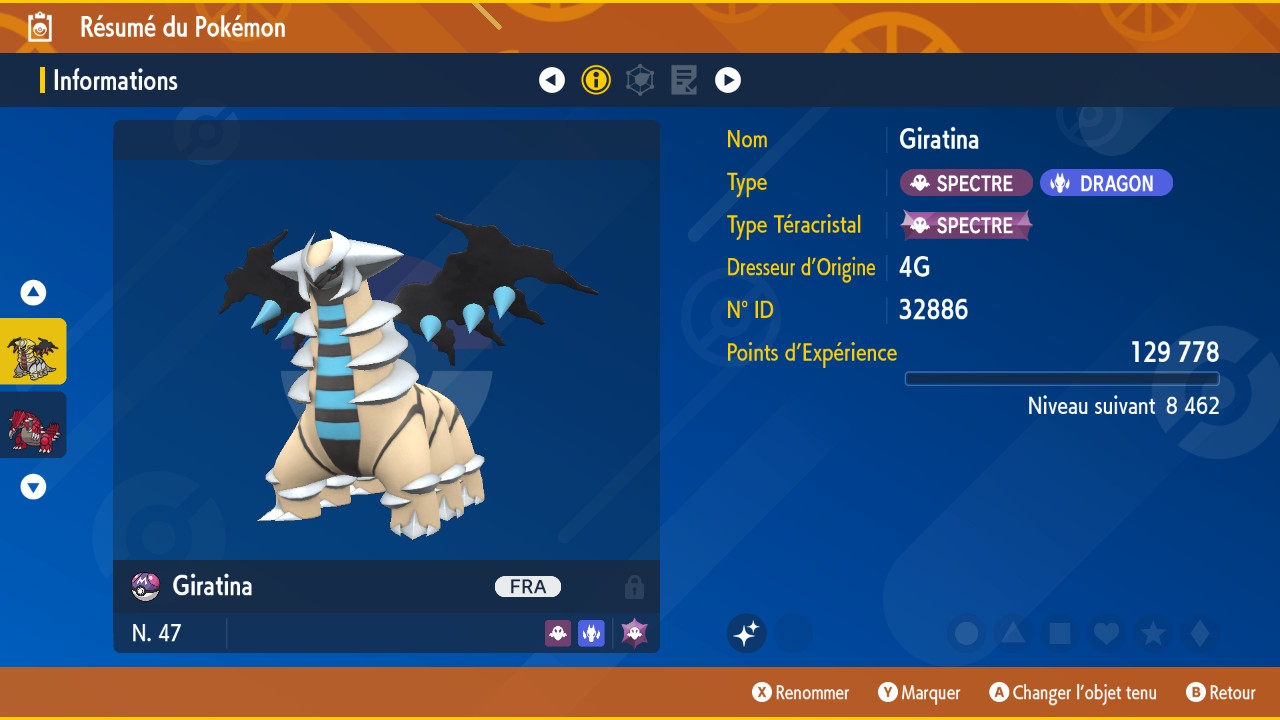 Résumé du Pokémon
Informations
Nom Giratina
Type SPECTRE DRAGON
Type Téracristal SPECTRE
Dresseur d'Origine 4G
N° ID 32886
Points d'Expérience 129 778
Niveau suivant 8 462
Giratina FRA
N. 47
X Renommer Y Marquer A Changer l'objet tenu B Retour